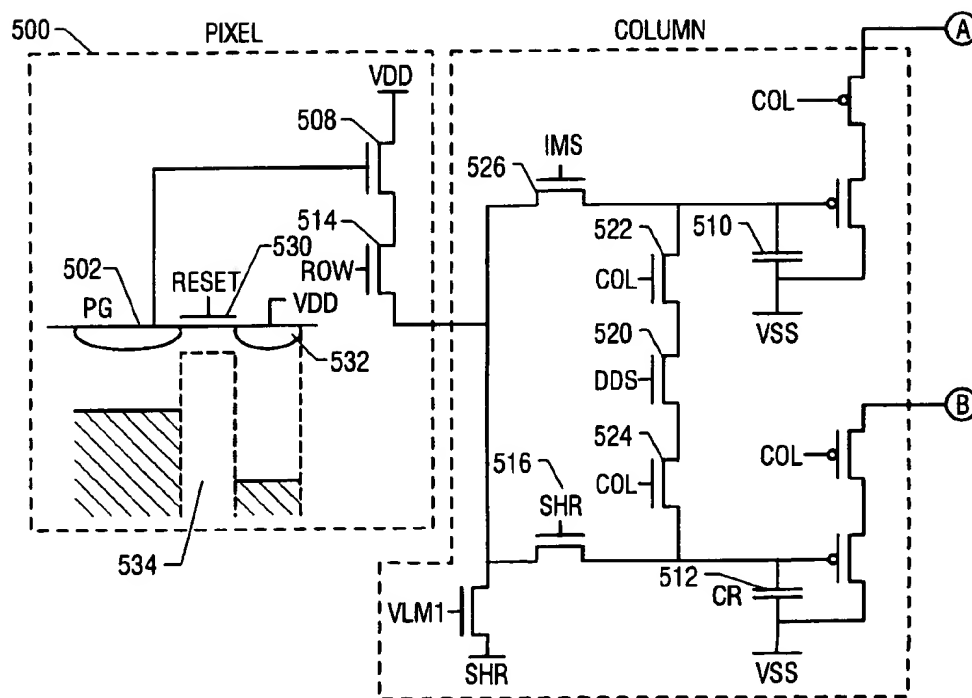 500
PIXEL
COLUMN
A
VDD
508
COL
IMS
526
514
522
510
530
502
RESET
ROW
COL
PG
VDD
VSS
532
520
DDS
B
524
COL
516
COL
SHR
534
512
CR
VLM1
SHR
VSS